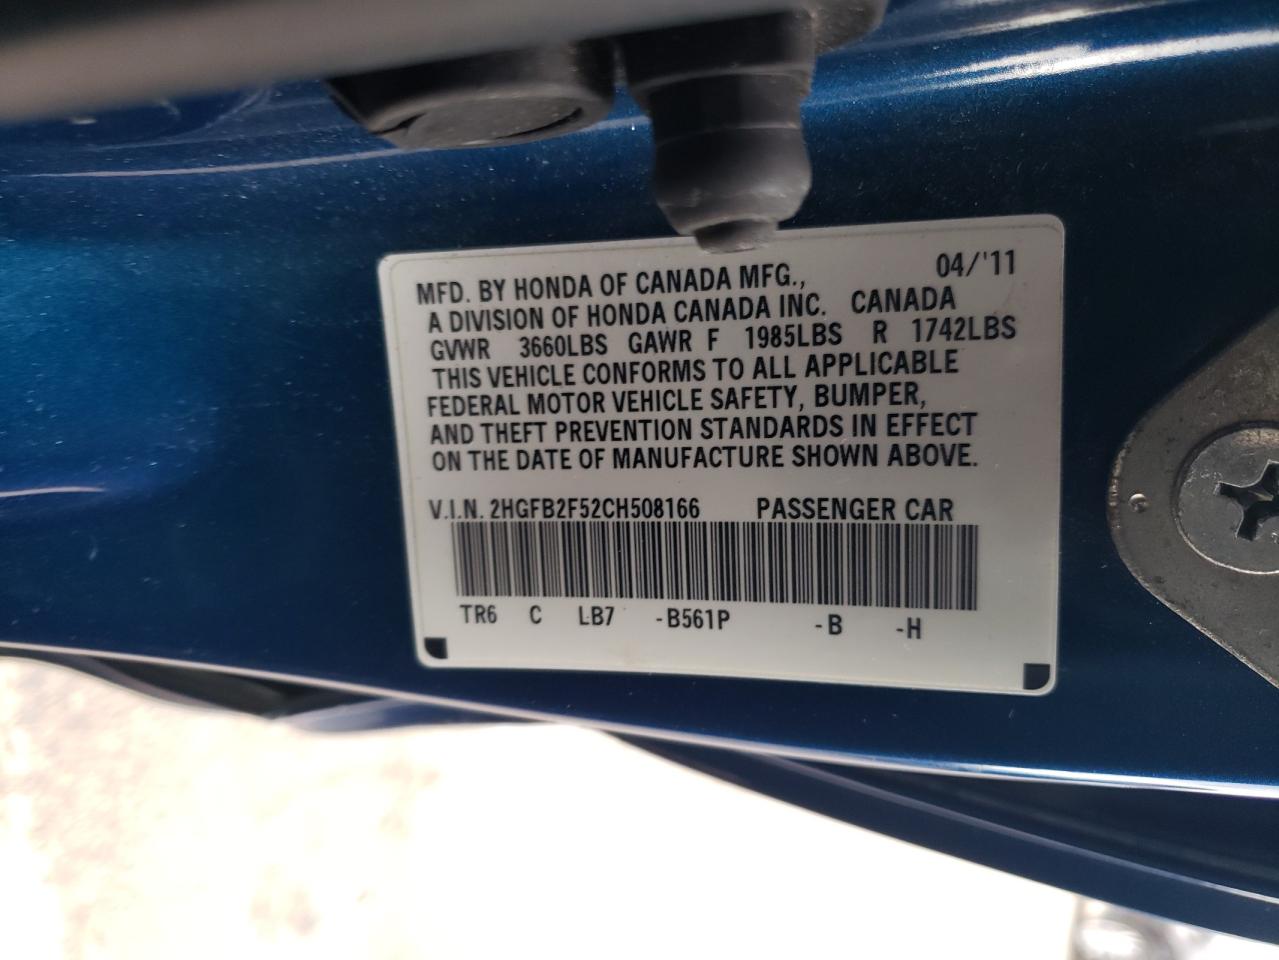 MFD. BY HONDA OF CANADA MFG., 04/'11
A DIVISION OF HONDA CANADA INC. CANADA
GVWR 3660LBS GAWR F 1985LBS R 1742LBS
THIS VEHICLE CONFORMS TO ALL APPLICABLE
FEDERAL MOTOR VEHICLE SAFETY, BUMPER,
AND THEFT PREVENTION STANDARDS IN EFFECT
ON THE DATE OF MANUFACTURE SHOWN ABOVE.
V.I.N. 2HGFB2F52CH508166 PASSENGER CAR
TR6 C LB7 -B561P -B -H